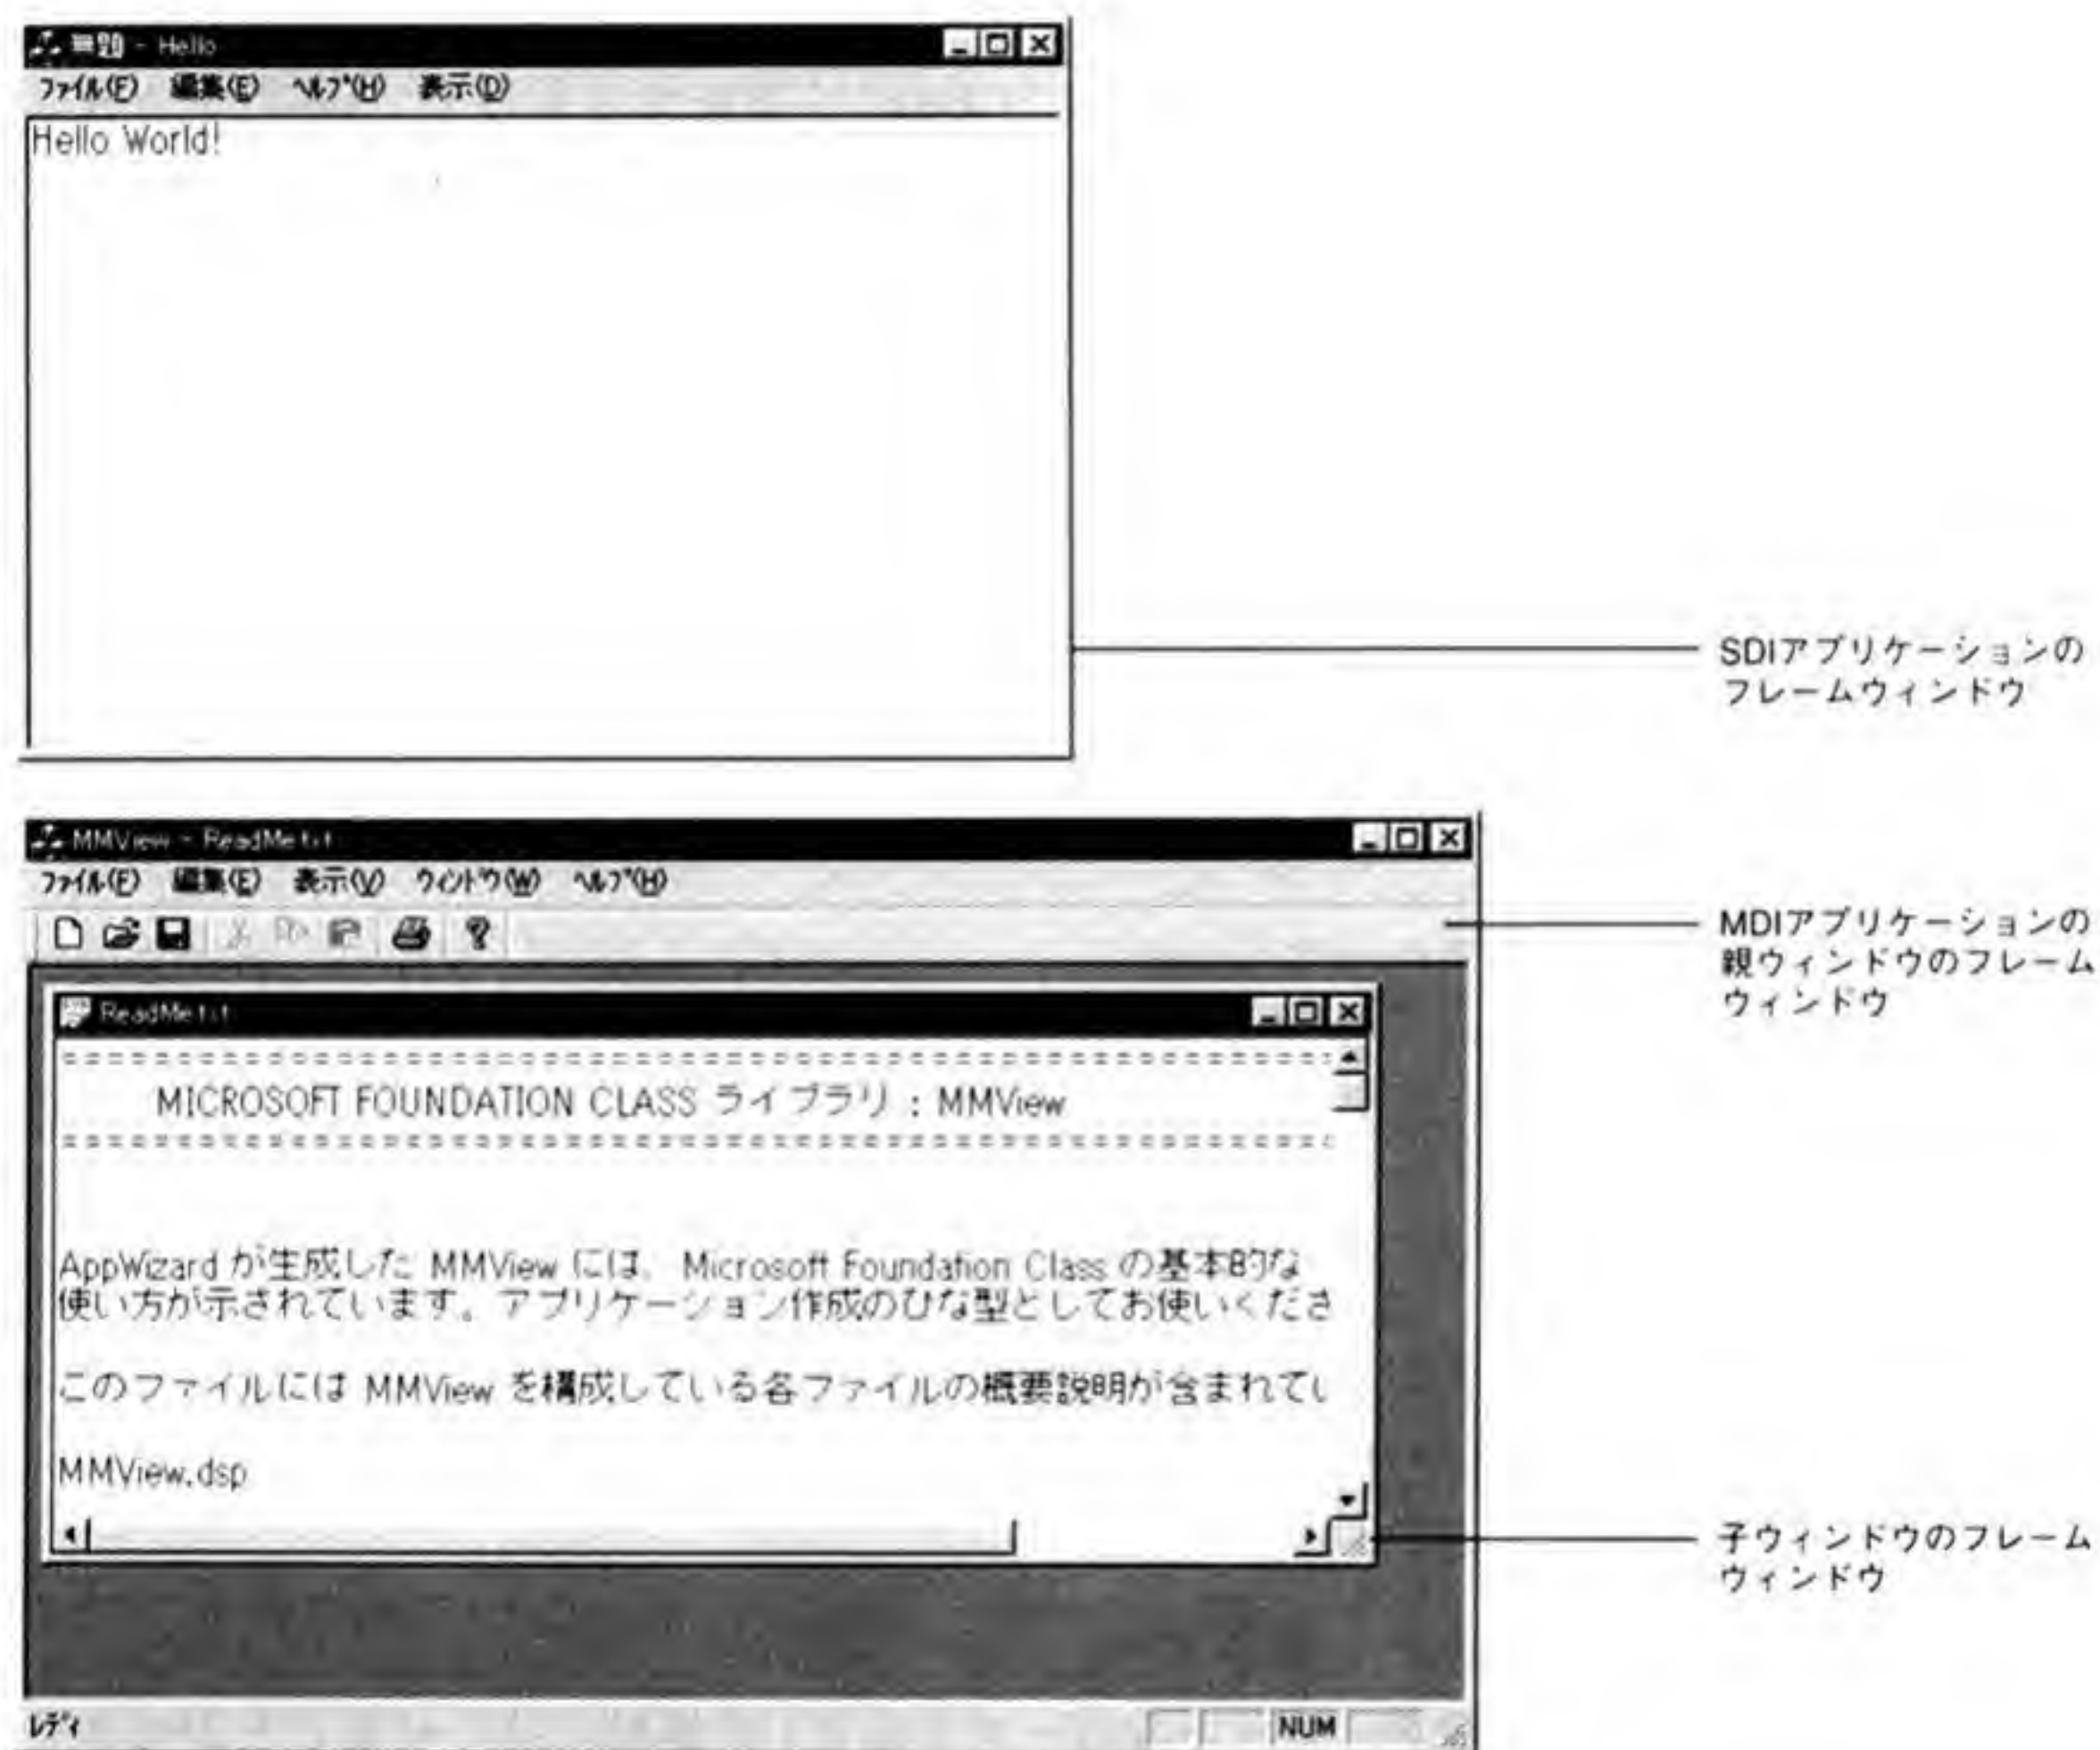 無題 - Hello
ファイル(F) 編集(E) ヘルプ(H) 表示(D)
Hello World!
SDIアプリケーションの
フレームウィンドウ
MMView - ReadMe.txt
ファイル(F) 編集(E) 表示(V) ウィンドウ(W) ヘルプ(H)
MDIアプリケーションの
親ウィンドウのフレーム
ウィンドウ
ReadMe.txt
MICROSOFT FOUNDATION CLASS ライブラリ : MMView
AppWizard が生成した MMView には、 Microsoft Foundation Class の基本的な
使い方が示されています。アプリケーション作成のひな型としてお使いくださ
このファイルには MMView を構成している各ファイルの概要説明が含まれてい
MMView.dsp
子ウィンドウのフレーム
ウィンドウ
レディ
NUM